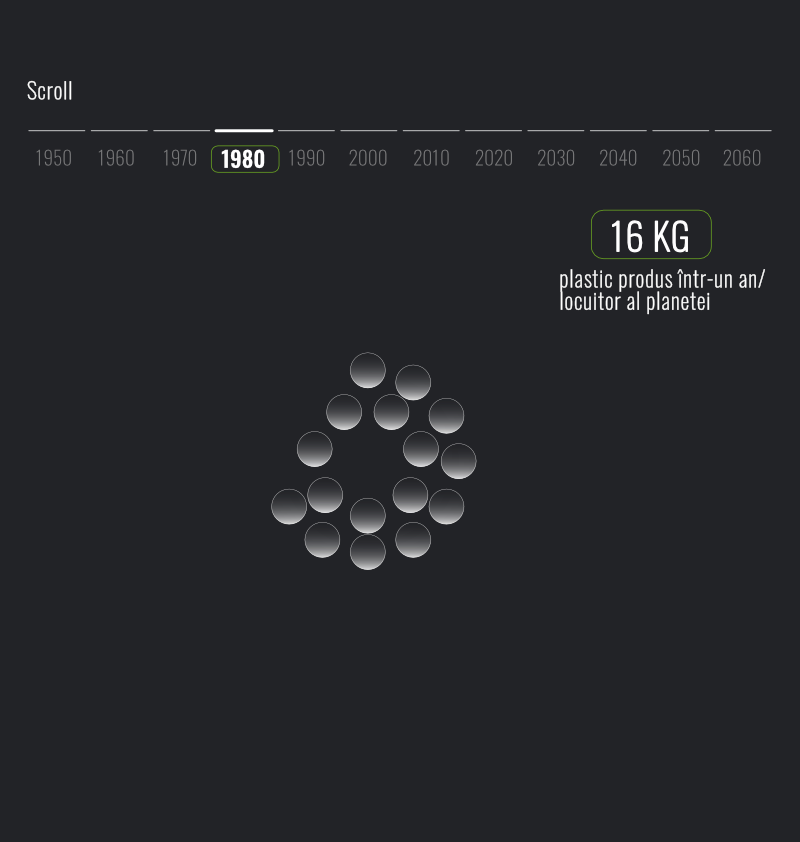 Scroll
1950 1960 1970 1980 1990 2000 2010 2020 2030 2040 2050 2060
16 KG
plastic produs într-un an/
locuitor al planetei